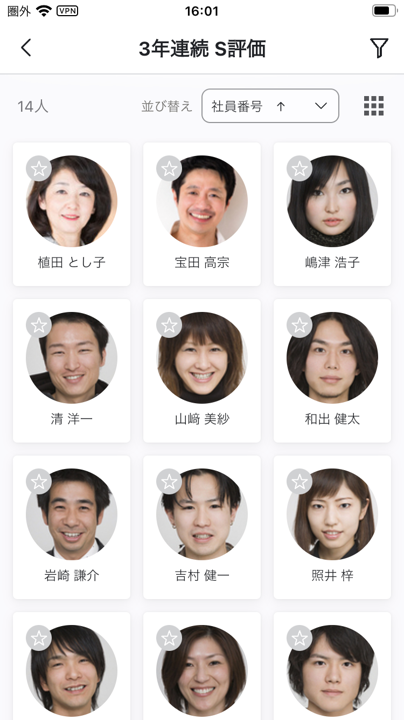 圏外 VPN 16:01
3年連続 S評価
14人 並び替え 社員番号 ↑
植田 とし子 宝田 高宗 嶋津 浩子
清 洋一 山﨑 美紗 和出 健太
岩崎 謙介 吉村 健一 照井 梓